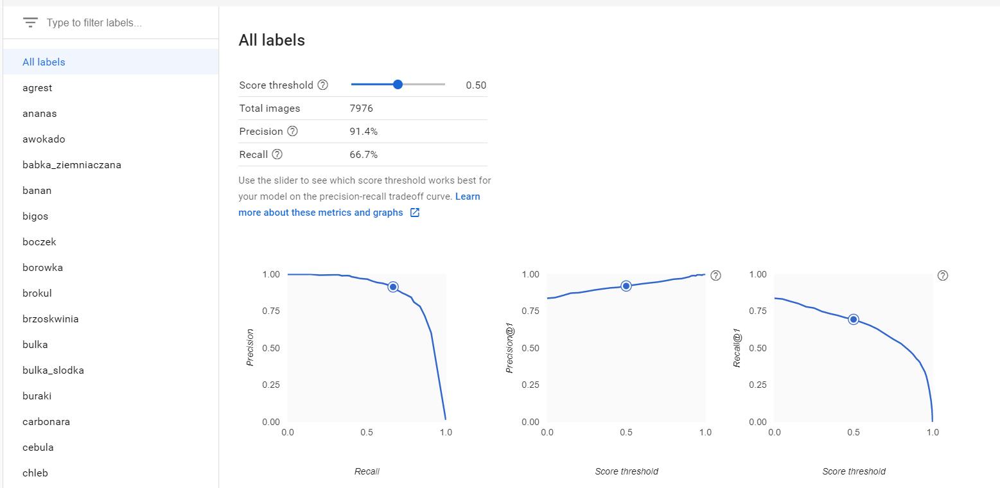 Type to filter labels...
All labels
agrest
ananas
awokado
babka_ziemniaczana
banan
bigos
boczek
borowka
brokul
brzoskwinia
bulka
bulka_slodka
buraki
carbonara
cebula
chleb
All labels
Score threshold ? 0.50
Total images 7976
Precision ? 91.4%
Recall ? 66.7%
Use the slider to see which score threshold works best for
your model on the precision-recall tradeoff curve. Learn
more about these metrics and graphs
1.00
0.75
0.50
0.25
0.00
Precision
0.0 0.5 1.0
Recall
1.00
0.75
0.50
0.25
0.00
Precision@1
0.0 0.5 1.0
Score threshold
?
1.00
0.75
0.50
0.25
0.00
Recall@1
0.0 0.5 1.0
Score threshold
?